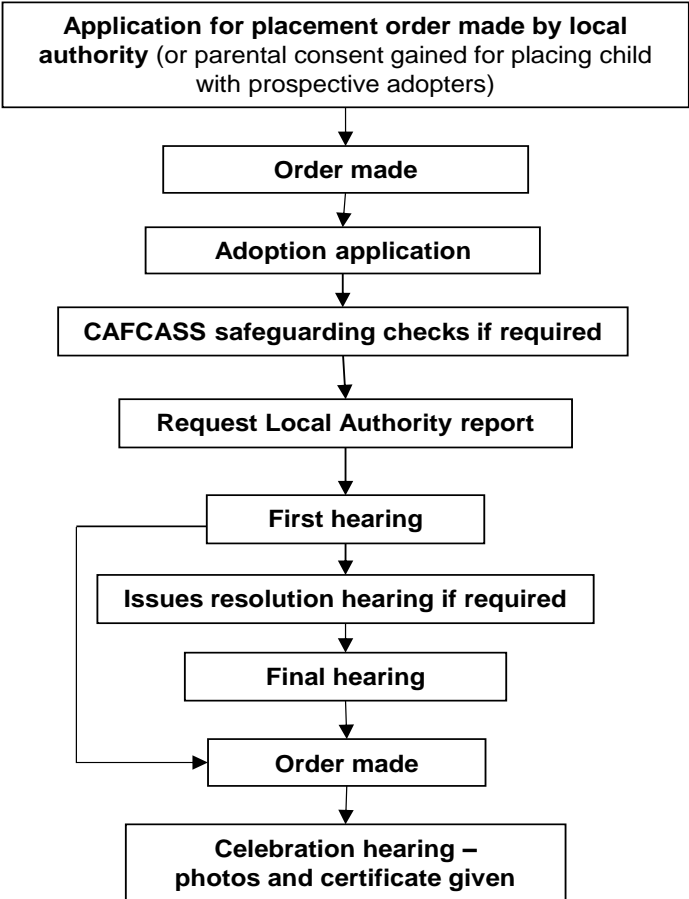 Application for placement order made by local
authority (or parental consent gained for placing child
with prospective adopters)
Order made
Adoption application
CAFCASS safeguarding checks if required
Request Local Authority report
First hearing
Issues resolution hearing if required
Final hearing
Order made
Celebration hearing –
photos and certificate given